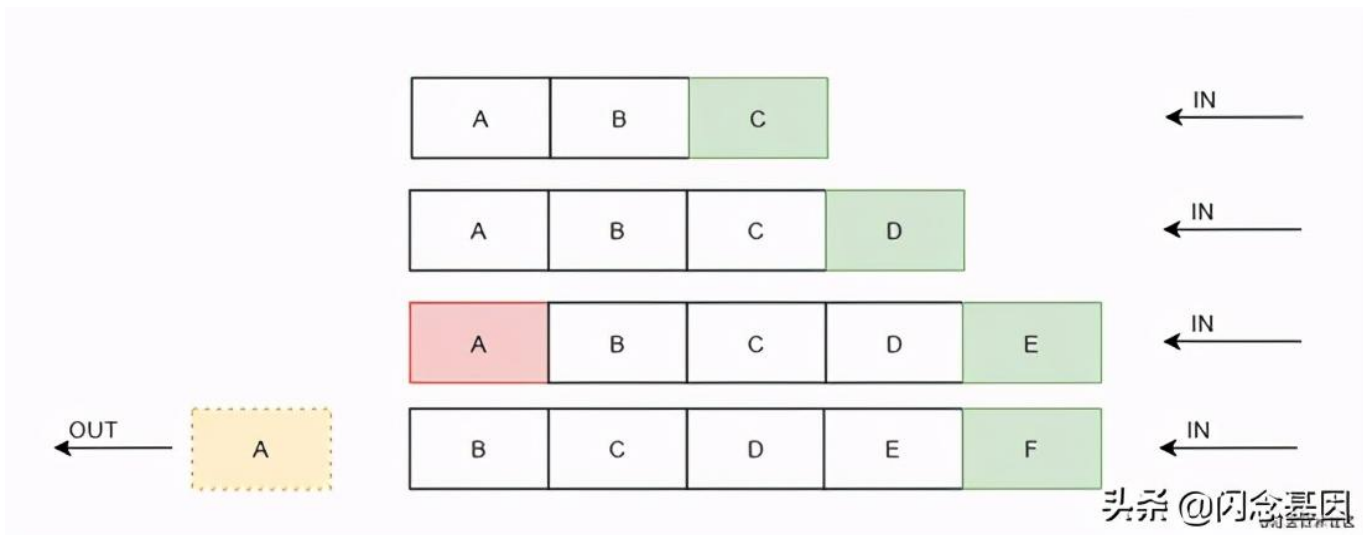 A B C IN
A B C D IN
A B C D E IN
OUT A B C D E F IN
头条 @闪念基因